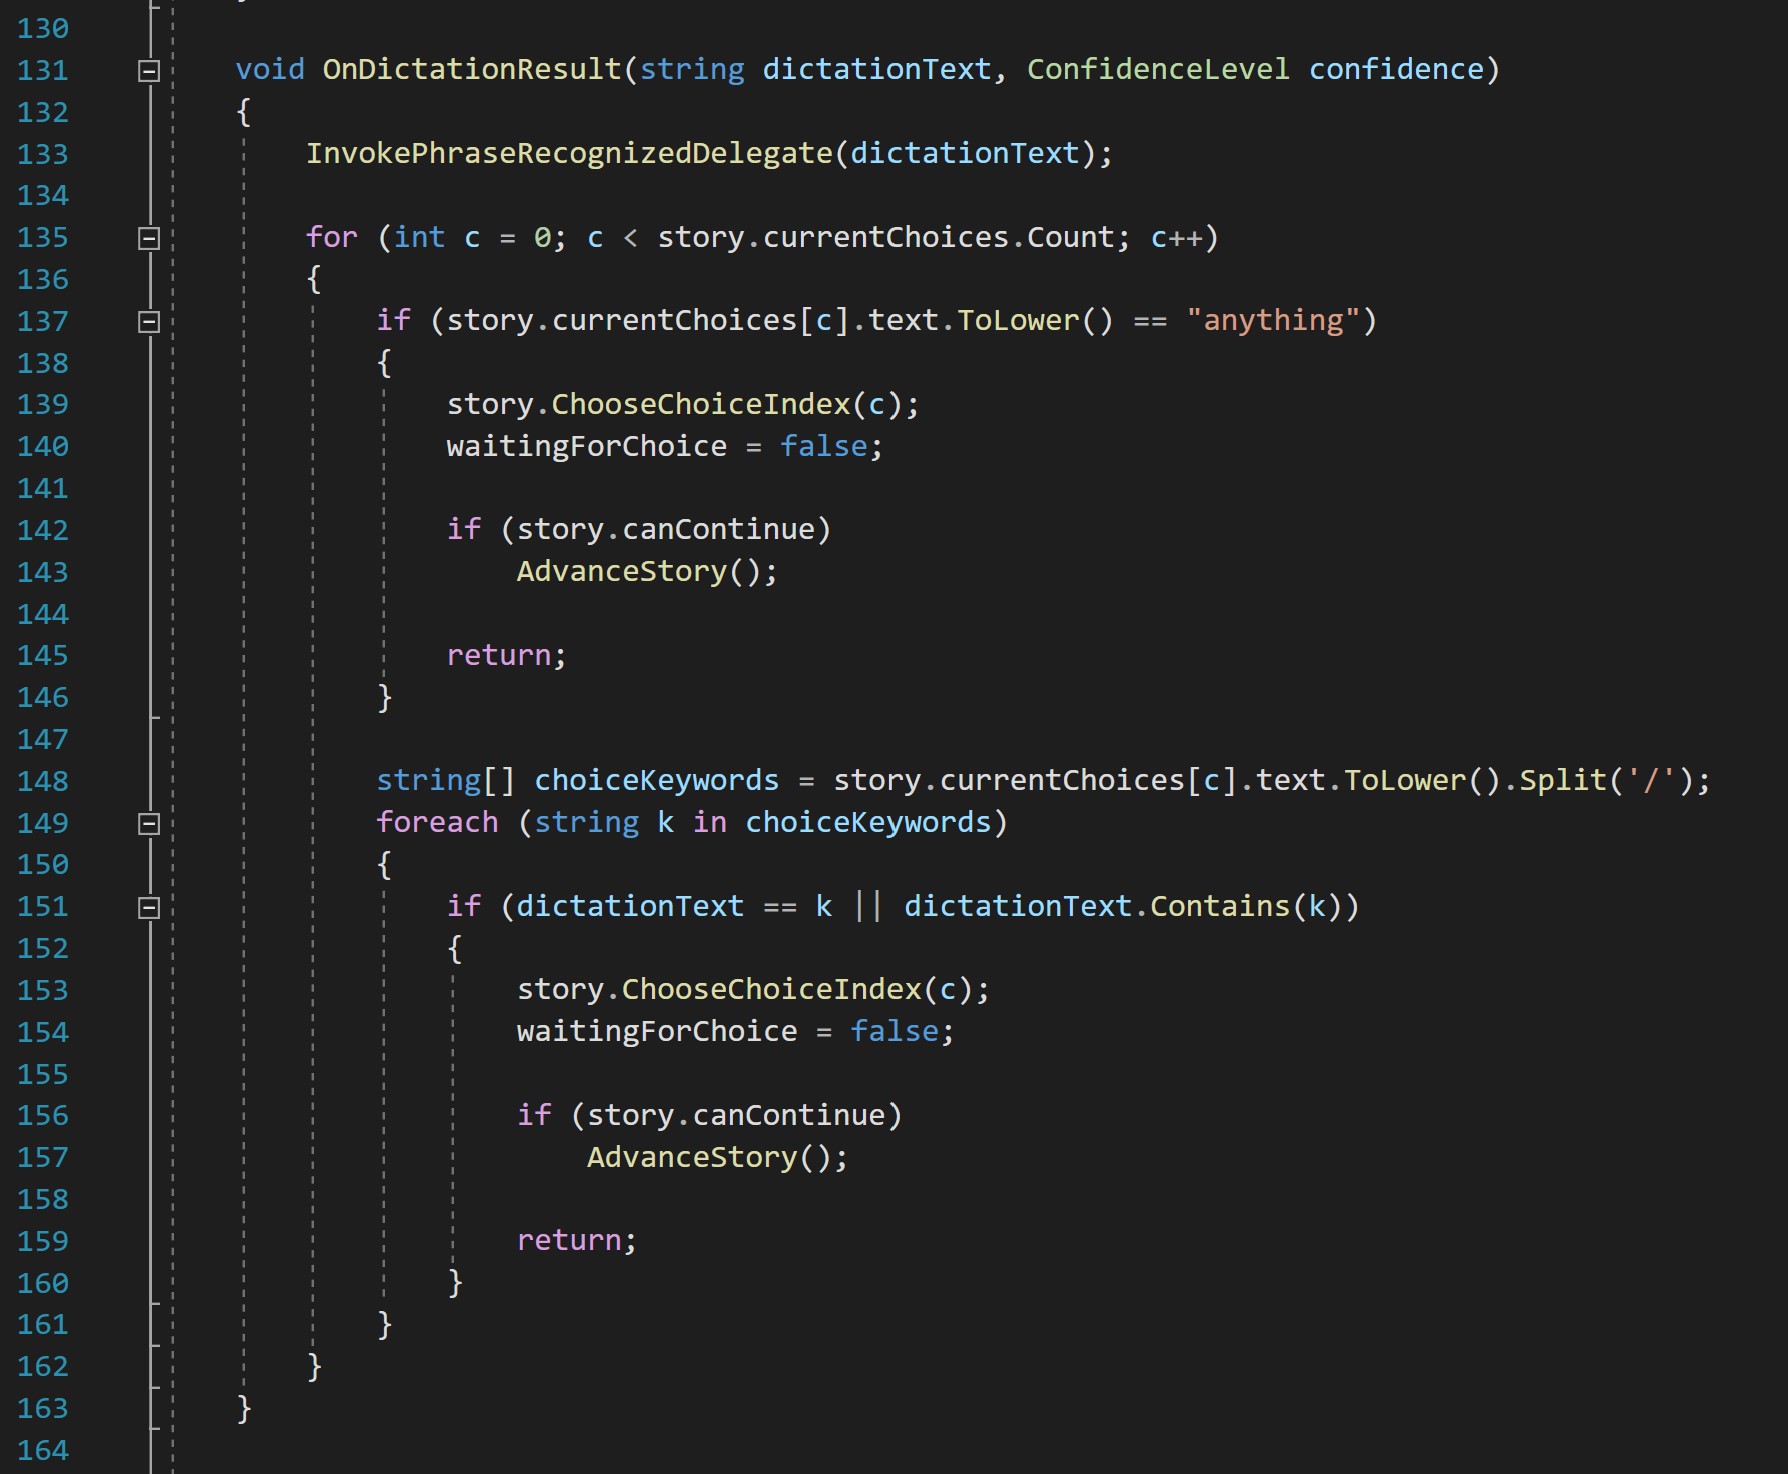 130
131 void OnDictationResult(string dictationText, ConfidenceLevel confidence)
132 {
133 InvokePhraseRecognizedDelegate(dictationText);
134
135 for (int c = 0; c < story.currentChoices.Count; c++)
136 {
137 if (story.currentChoices[c].text.ToLower() == "anything")
138 {
139 story.ChooseChoiceIndex(c);
140 waitingForChoice = false;
141
142 if (story.canContinue)
143 AdvanceStory();
144
145 return;
146 }
147
148 string[] choiceKeywords = story.currentChoices[c].text.ToLower().Split('/');
149 foreach (string k in choiceKeywords)
150 {
151 if (dictationText == k || dictationText.Contains(k))
152 {
153 story.ChooseChoiceIndex(c);
154 waitingForChoice = false;
155
156 if (story.canContinue)
157 AdvanceStory();
158
159 return;
160 }
161 }
162 }
163 }
164